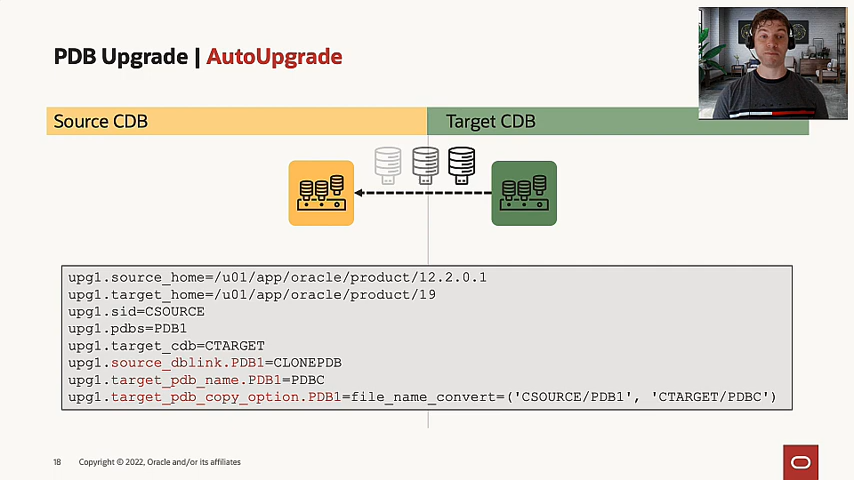 PDB Upgrade | AutoUpgrade
Source CDB
Target CDB
upg1.source_home=/u01/app/oracle/product/12.2.0.1
upg1.target_home=/u01/app/oracle/product/19
upg1.sid=CSOURCE
upg1.pdbs=PDB1
upg1.target_cdb=CTARGET
upg1.source_dblink.PDB1=CLONEPDB
upg1.target_pdb_name.PDB1=PDBC
upg1.target_pdb_copy_option.PDB1=file_name_convert=('CSOURCE/PDB1', 'CTARGET/PDBC')
18 Copyright © 2022, Oracle and/or its affiliates